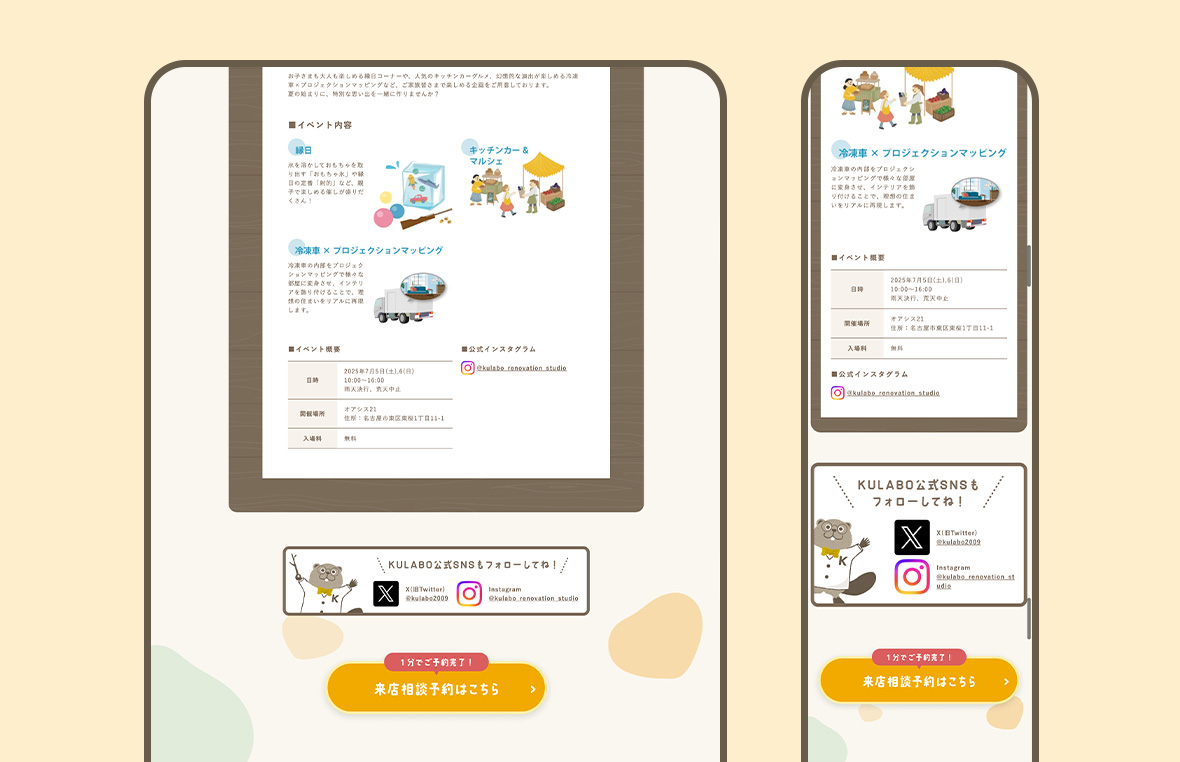 お子さまも大人も楽しめる縁日コーナーや、人気のキッチンカーグルメ、幻想的な演出が楽しめる冷凍
車×プロジェクションマッピングなど、ご家族皆さまで楽しめる企画をご用意しております。
夏の始まりに、特別な思い出を一緒に作りませんか？
■イベント内容
縁日
氷を溶かしておもちゃを取
り出す「おもちゃ氷」や縁
日の定番「射的」など、親
子で楽しめる催しが盛りだ
くさん！
キッチンカー &
マルシェ
冷凍車 × プロジェクションマッピング
冷凍車の内部をプロジェク
ションマッピングで様々な
部屋に変身させ、インテリ
アを飾り付けることで、理
想の住まいをリアルに再現
します。
■イベント概要
日時
2025年7月5日(土),6(日)
10:00〜16:00
雨天決行、荒天中止
開催場所
オアシス21
住所：名古屋市東区東桜1丁目11-1
入場料
無料
■公式インスタグラム
@kulabo_renovation_studio
KULABO公式SNSもフォローしてね！
K
X(旧Twitter)
@kulabo2009
Instagram
@kulabo_renovation_studio
1分でご予約完了！
来店相談予約はこちら
冷凍車 × プロジェクションマッピング
冷凍車の内部をプロジェクシ
ョンマッピングで様々な部屋
に変身させ、インテリアを飾
り付けることで、理想の住ま
いをリアルに再現します。
■イベント概要
日時
2025年7月5日(土),6(日)
10:00〜16:00
雨天決行、荒天中止
開催場所
オアシス21
住所：名古屋市東区東桜1丁目11-1
入場料
無料
■公式インスタグラム
@kulabo_renovation_studio
KULABO公式SNSも
フォローしてね！
K
X(旧Twitter)
@kulabo2009
Instagram
@kulabo_renovation_st
udio
1分でご予約完了！
来店相談予約はこちら